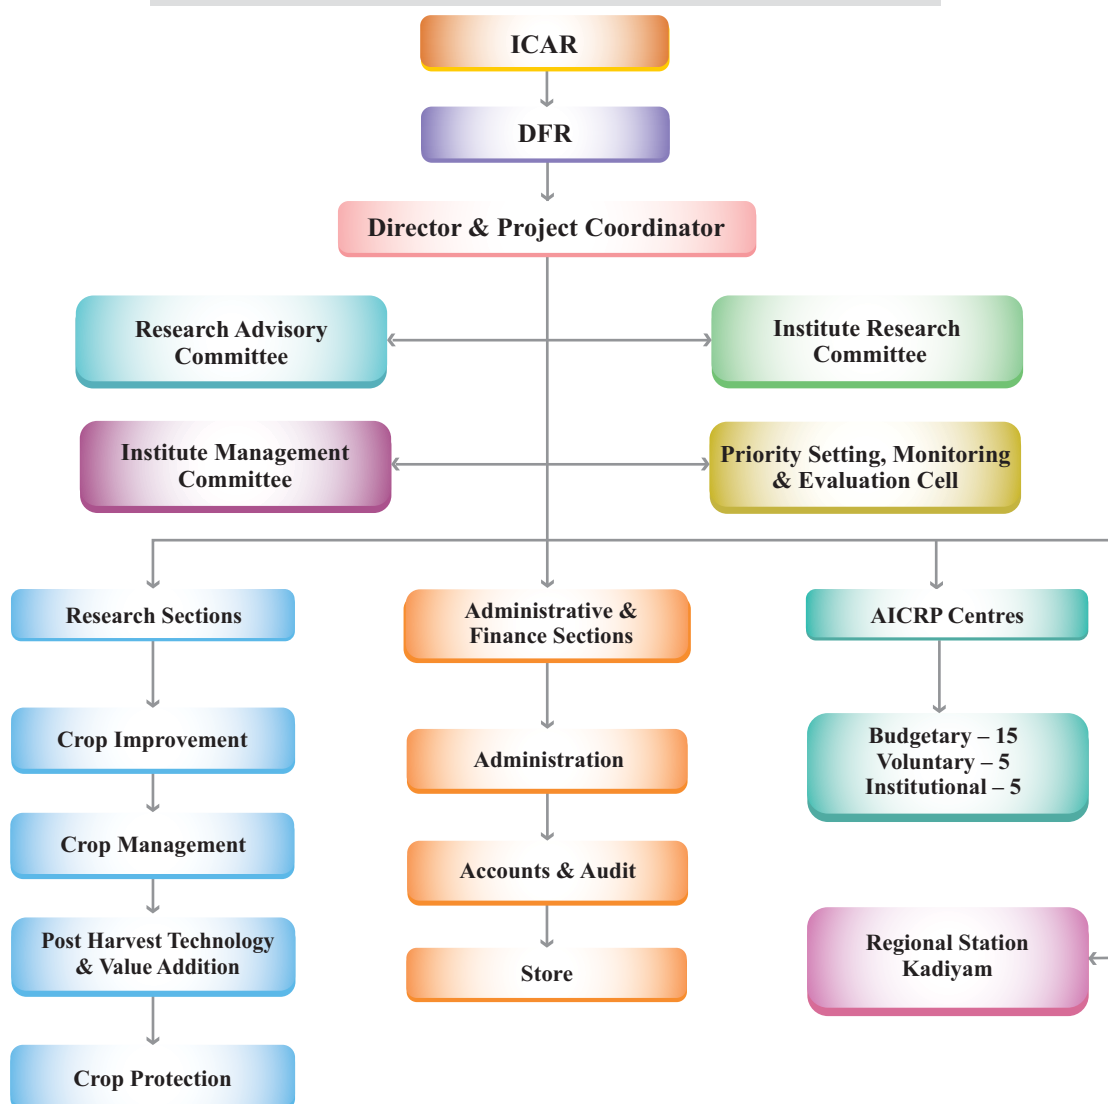 ICAR
DFR
Director & Project Coordinator
Research Advisory
Committee
Institute Research
Committee
Institute Management
Committee
Priority Setting, Monitoring
& Evaluation Cell
Research Sections
Crop Improvement
Crop Management
Post Harvest Technology
& Value Addition
Crop Protection
Administrative &
Finance Sections
Administration
Accounts & Audit
Store
AICRP Centres
Budgetary – 15
Voluntary – 5
Institutional – 5
Regional Station
Kadiyam